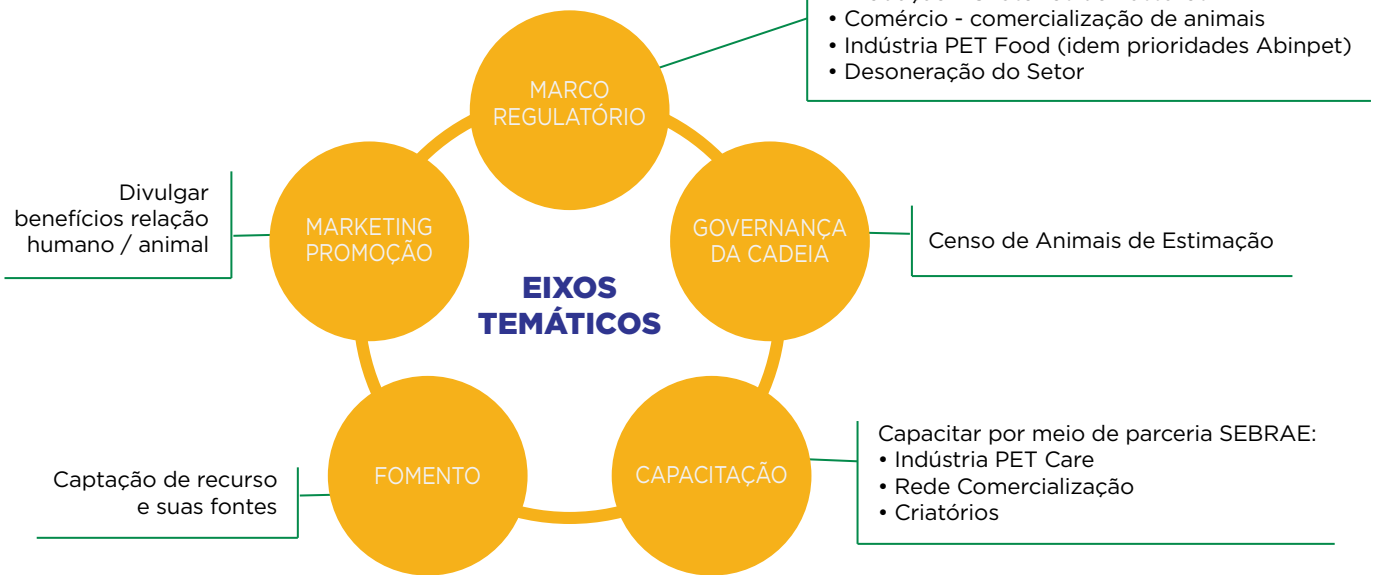 • Comércio - comercialização de animais
• Indústria PET Food (idem prioridades Abinpet)
• Desoneração do Setor
MARCO
REGULATÓRIO
Divulgar
benefícios relação
humano / animal
MARKETING
PROMOÇÃO
GOVERNANÇA
DA CADEIA
Censo de Animais de Estimação
EIXOS
TEMÁTICOS
Captação de recurso
e suas fontes
FOMENTO
CAPACITAÇÃO
Capacitar por meio de parceria SEBRAE:
• Indústria PET Care
• Rede Comercialização
• Criatórios